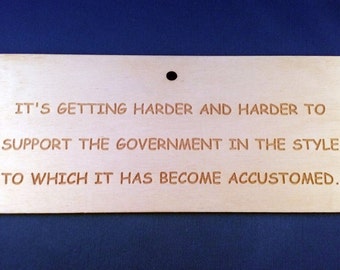 IT'S GETTING HARDER AND HARDER TO
SUPPORT THE GOVERNMENT IN THE STYLE
TO WHICH IT HAS BECOME ACCUSTOMED.